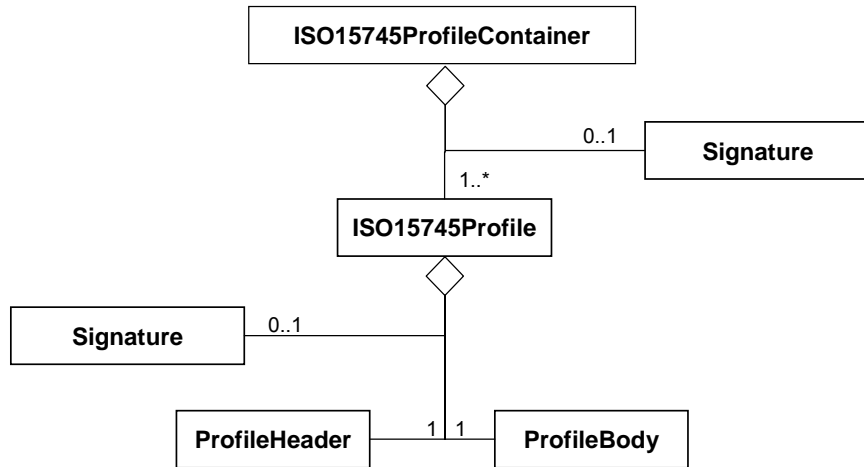 ISO15745ProfileContainer
0..1
Signature
1..*
ISO15745Profile
Signature
0..1
ProfileHeader
1
1
ProfileBody